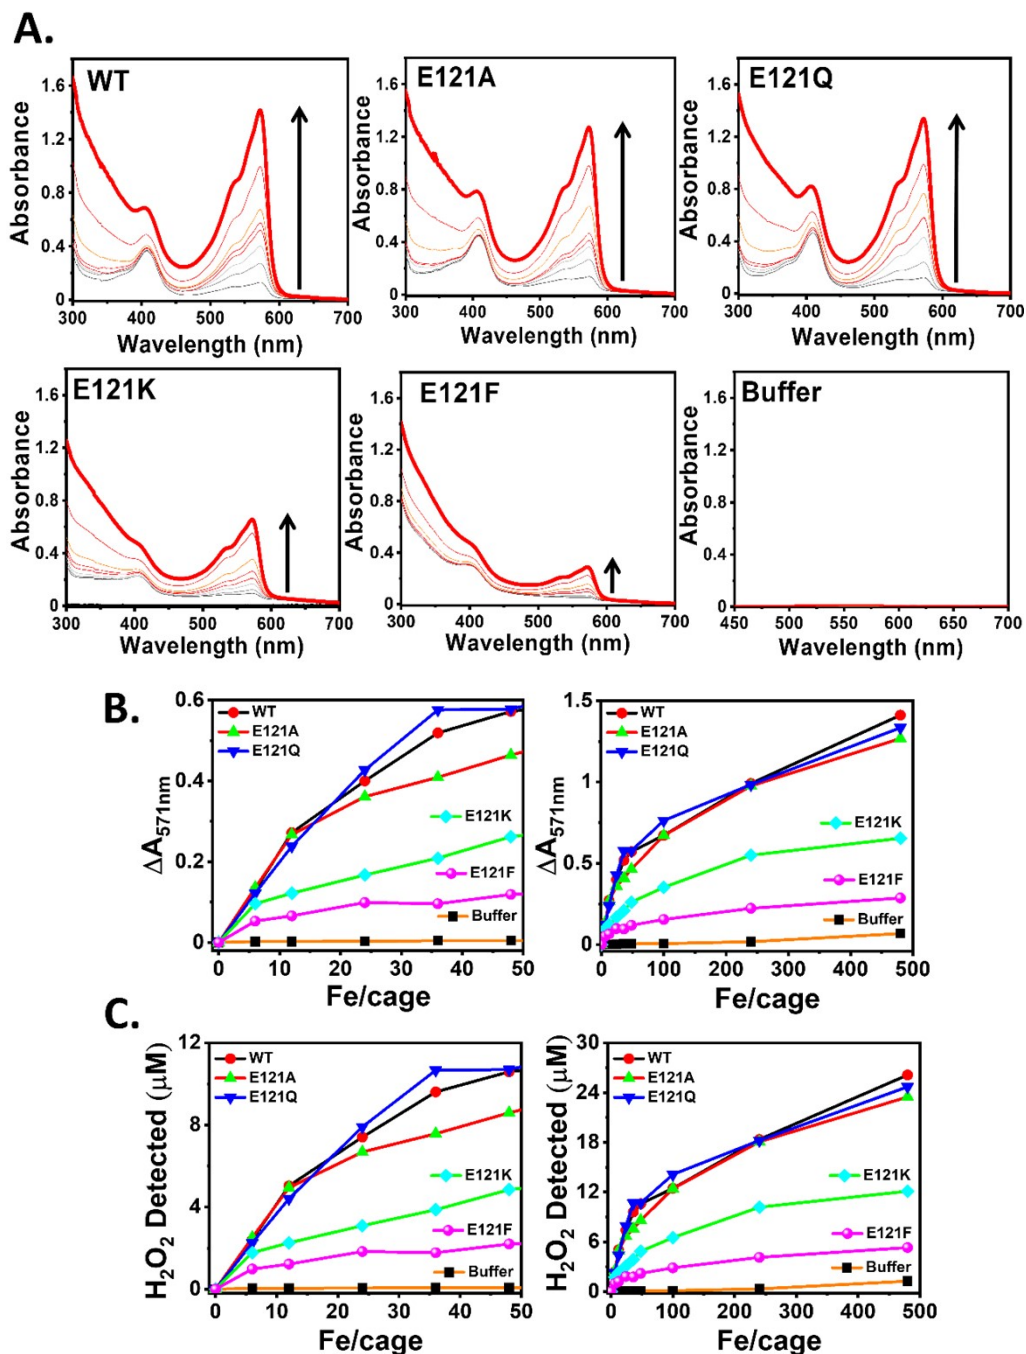 A.
WT
Absorbance
1.6
1.2
0.8
0.4
0
300 400 500 600 700
Wavelength (nm)
E121A
Absorbance
1.6
1.2
0.8
0.4
0
300 400 500 600 700
Wavelength (nm)
E121Q
Absorbance
1.6
1.2
0.8
0.4
0
300 400 500 600 700
Wavelength (nm)
E121K
Absorbance
1.6
1.2
0.8
0.4
0
300 400 500 600 700
Wavelength (nm)
E121F
Absorbance
1.6
1.2
0.8
0.4
0
300 400 500 600 700
Wavelength (nm)
Buffer
Absorbance
1.6
1.2
0.8
0.4
0
450 500 550 600 650 700
Wavelength (nm)
B.
ΔA571nm
0.6
0.4
0.2
0
WT
E121A
E121Q
E121K
E121F
Buffer
0 10 20 30 40 50
Fe/cage
ΔA571nm
1.5
1
0.5
0
WT
E121A
E121Q
E121K
E121F
Buffer
0 100 200 300 400 500
Fe/cage
C.
H2O2 Detected (μM)
12
8
4
0
WT
E121A
E121Q
E121K
E121F
Buffer
0 10 20 30 40 50
Fe/cage
H2O2 Detected (μM)
30
24
18
12
6
0
WT
E121A
E121Q
E121K
E121F
Buffer
0 100 200 300 400 500
Fe/cage